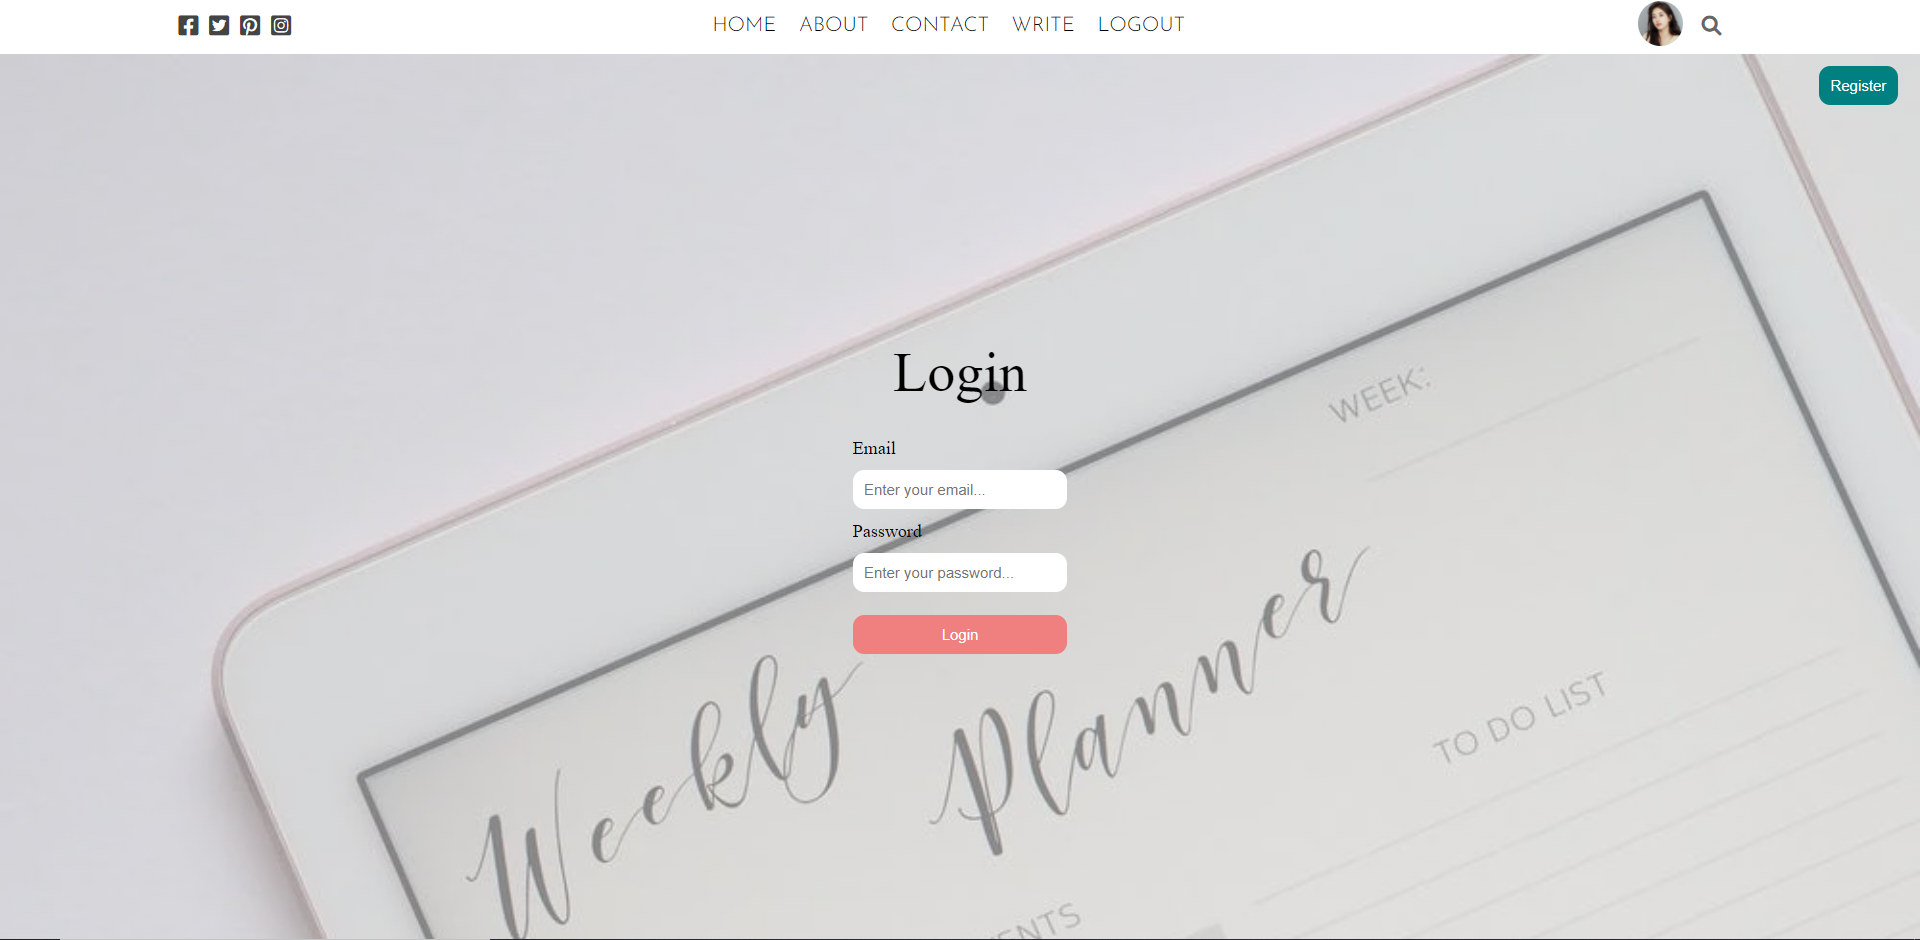 HOME ABOUT CONTACT WRITE LOGOUT
Register
Login
WEEK:
Email
Enter your email...
Password
Enter your password...
Login
Weekly Planner
TO DO LIST